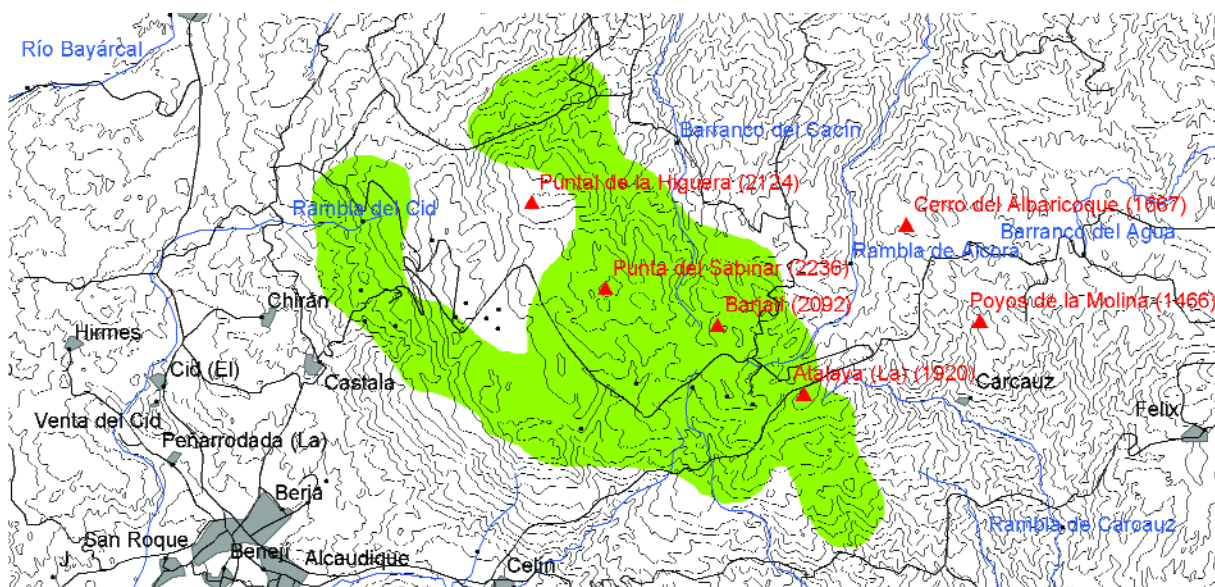 Río Bayárcal
Barranco del Cacín
Puntal de la Higuera (2124)
Rambla del Cid
Cerro del Albaricoque (1667)
Barranco del Agua
Rambla de Alcora
Punta del Sabinar (2236)
Chirán
Barjalí (2092)
Poyos de la Molina (1466)
Hirmes
Cid (El)
Castala
Atalaya (La) (1920)
Carcauz
Venta del Cid
Felix
Peñarrodada (La)
Berja
Rambla de Carcauz
San Roque
Benejí
Alcaudique
Celín
J